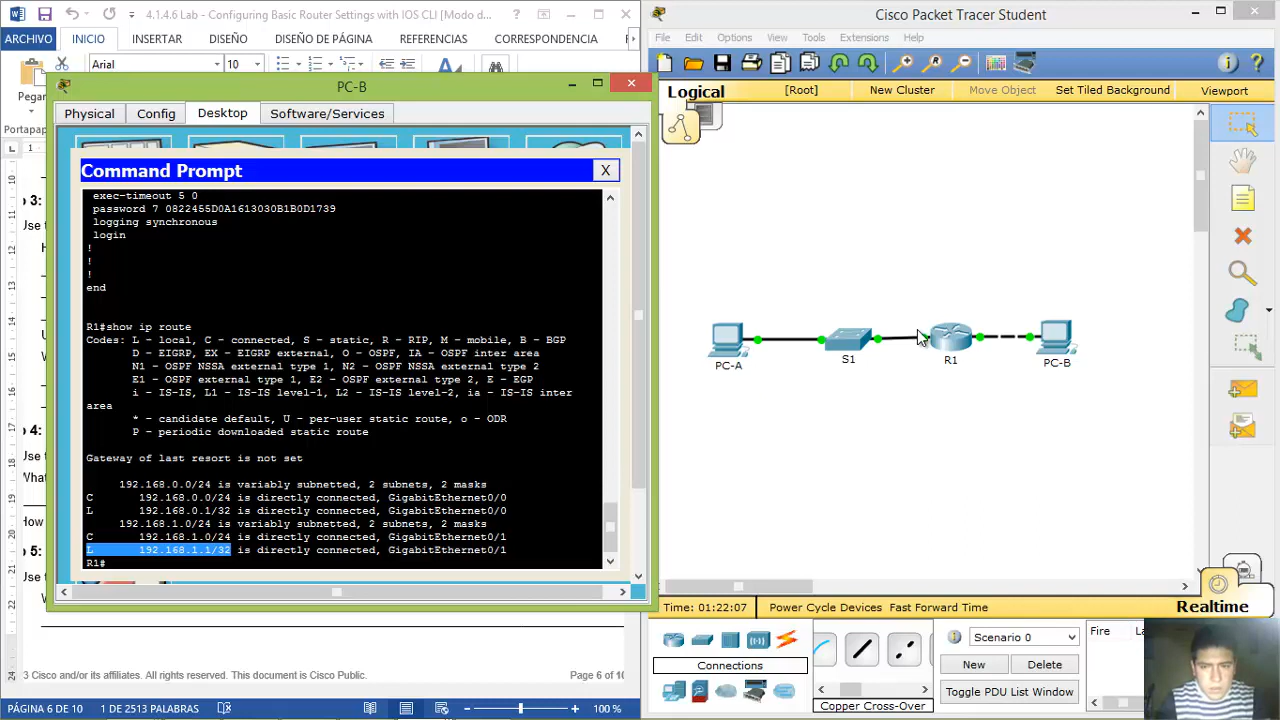 4.1.4.6 Lab - Configuring Basic Router Settings with IOS CLI [Modo d...
ARCHIVO INICIO INSERTAR DISEÑO DISEÑO DE PÁGINA REFERENCIAS CORRESPONDENCIA
Pegar
Arial 10
Portapa
o 3:
Use t
H
U
o 4:
Use t
What
How
o 5:
Use t
W
3 Cisco and/or its affiliates. All rights reserved. This document is Cisco Public. Page 6 of 10
PÁGINA 6 DE 10 1 DE 2513 PALABRAS 100 %
PC-B
Physical Config Desktop Software/Services
Command Prompt X
exec-timeout 5 0
password 7 0822455D0A1613030B1B0D1739
logging synchronous
login
!
!
!
end
R1#show ip route
Codes: L - local, C - connected, S - static, R - RIP, M - mobile, B - BGP
D - EIGRP, EX - EIGRP external, O - OSPF, IA - OSPF inter area
N1 - OSPF NSSA external type 1, N2 - OSPF NSSA external type 2
E1 - OSPF external type 1, E2 - OSPF external type 2, E - EGP
i - IS-IS, L1 - IS-IS level-1, L2 - IS-IS level-2, ia - IS-IS inter
area
* - candidate default, U - per-user static route, o - ODR
P - periodic downloaded static route
Gateway of last resort is not set
192.168.0.0/24 is variably subnetted, 2 subnets, 2 masks
C 192.168.0.0/24 is directly connected, GigabitEthernet0/0
L 192.168.0.1/32 is directly connected, GigabitEthernet0/0
192.168.1.0/24 is variably subnetted, 2 subnets, 2 masks
C 192.168.1.0/24 is directly connected, GigabitEthernet0/1
L 192.168.1.1/32 is directly connected, GigabitEthernet0/1
R1#
Cisco Packet Tracer Student
File Edit Options View Tools Extensions Help
Logical [Root] New Cluster Move Object Set Tiled Background Viewport
PC-A
S1
R1
PC-B
Time: 01:22:07 Power Cycle Devices Fast Forward Time
Realtime
Connections
Copper Cross-Over
Scenario 0
New Delete
Toggle PDU List Window
Fire